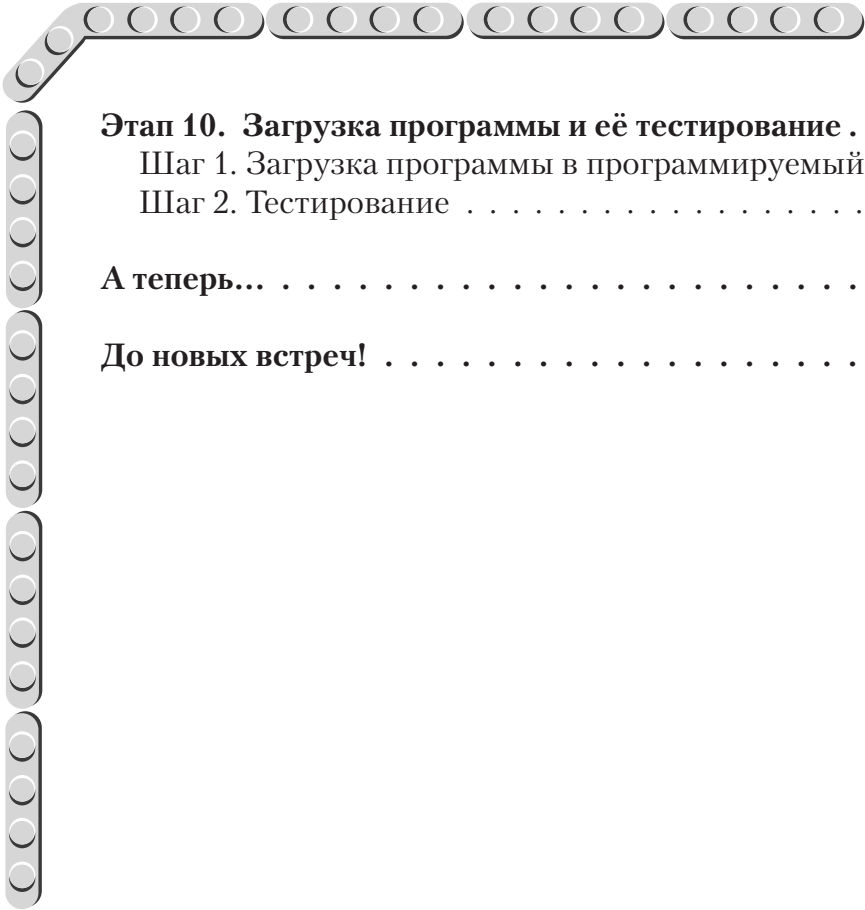 Этап 10. Загрузка программы и её тестирование .
Шаг 1. Загрузка программы в программируемый
Шаг 2. Тестирование . . . . . . . . . . . . . . . . . .
А теперь... . . . . . . . . . . . . . . . . . . . . . . .
До новых встреч! . . . . . . . . . . . . . . . . . . .